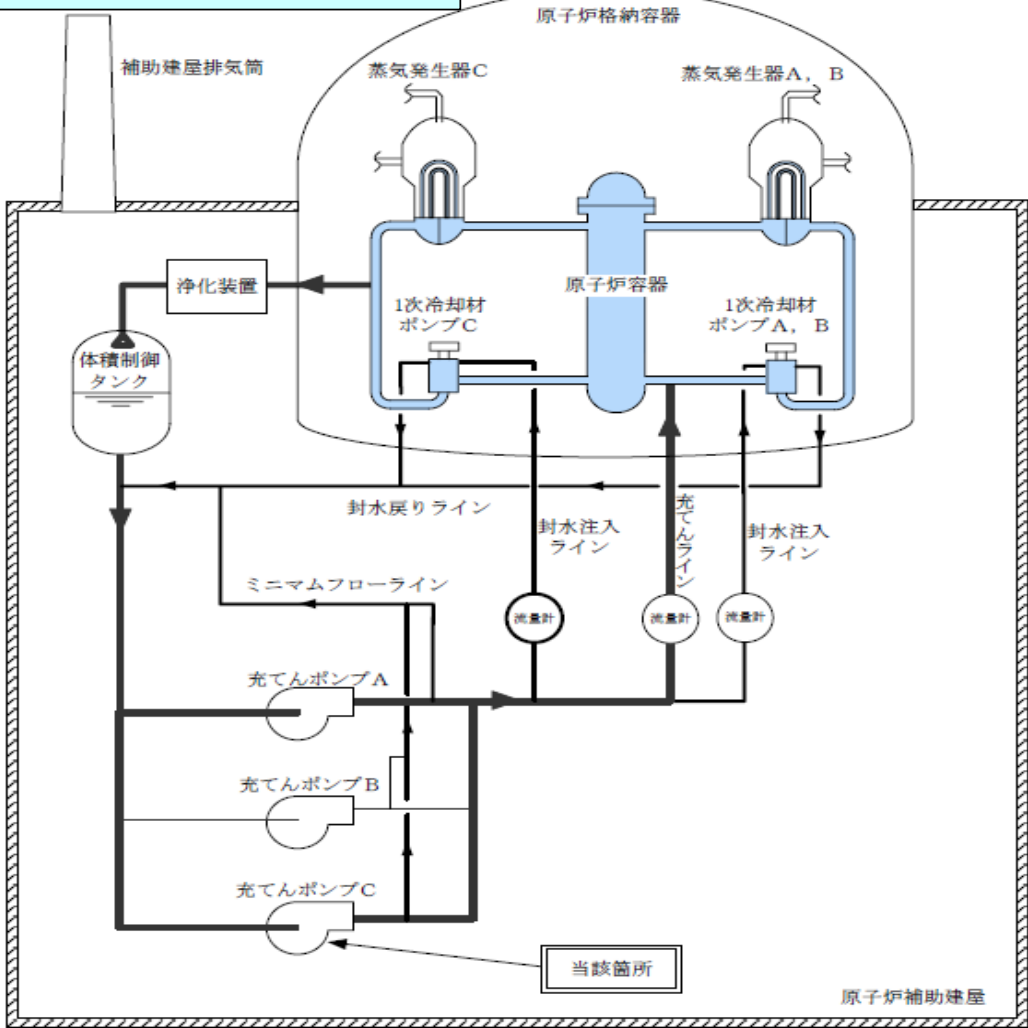 原子炉格納容器
補助建屋排気筒
蒸気発生器C
蒸気発生器A, B
浄化装置
原子炉容器
1次冷却材
ポンプC
1次冷却材
ポンプA, B
体積制御
タンク
封水戻りライン
封水注入
ライン
充てんライン
封水注入
ライン
ミニマムフローライン
流量計
流量計
流量計
充てんポンプA
充てんポンプB
充てんポンプC
当該箇所
原子炉補助建屋